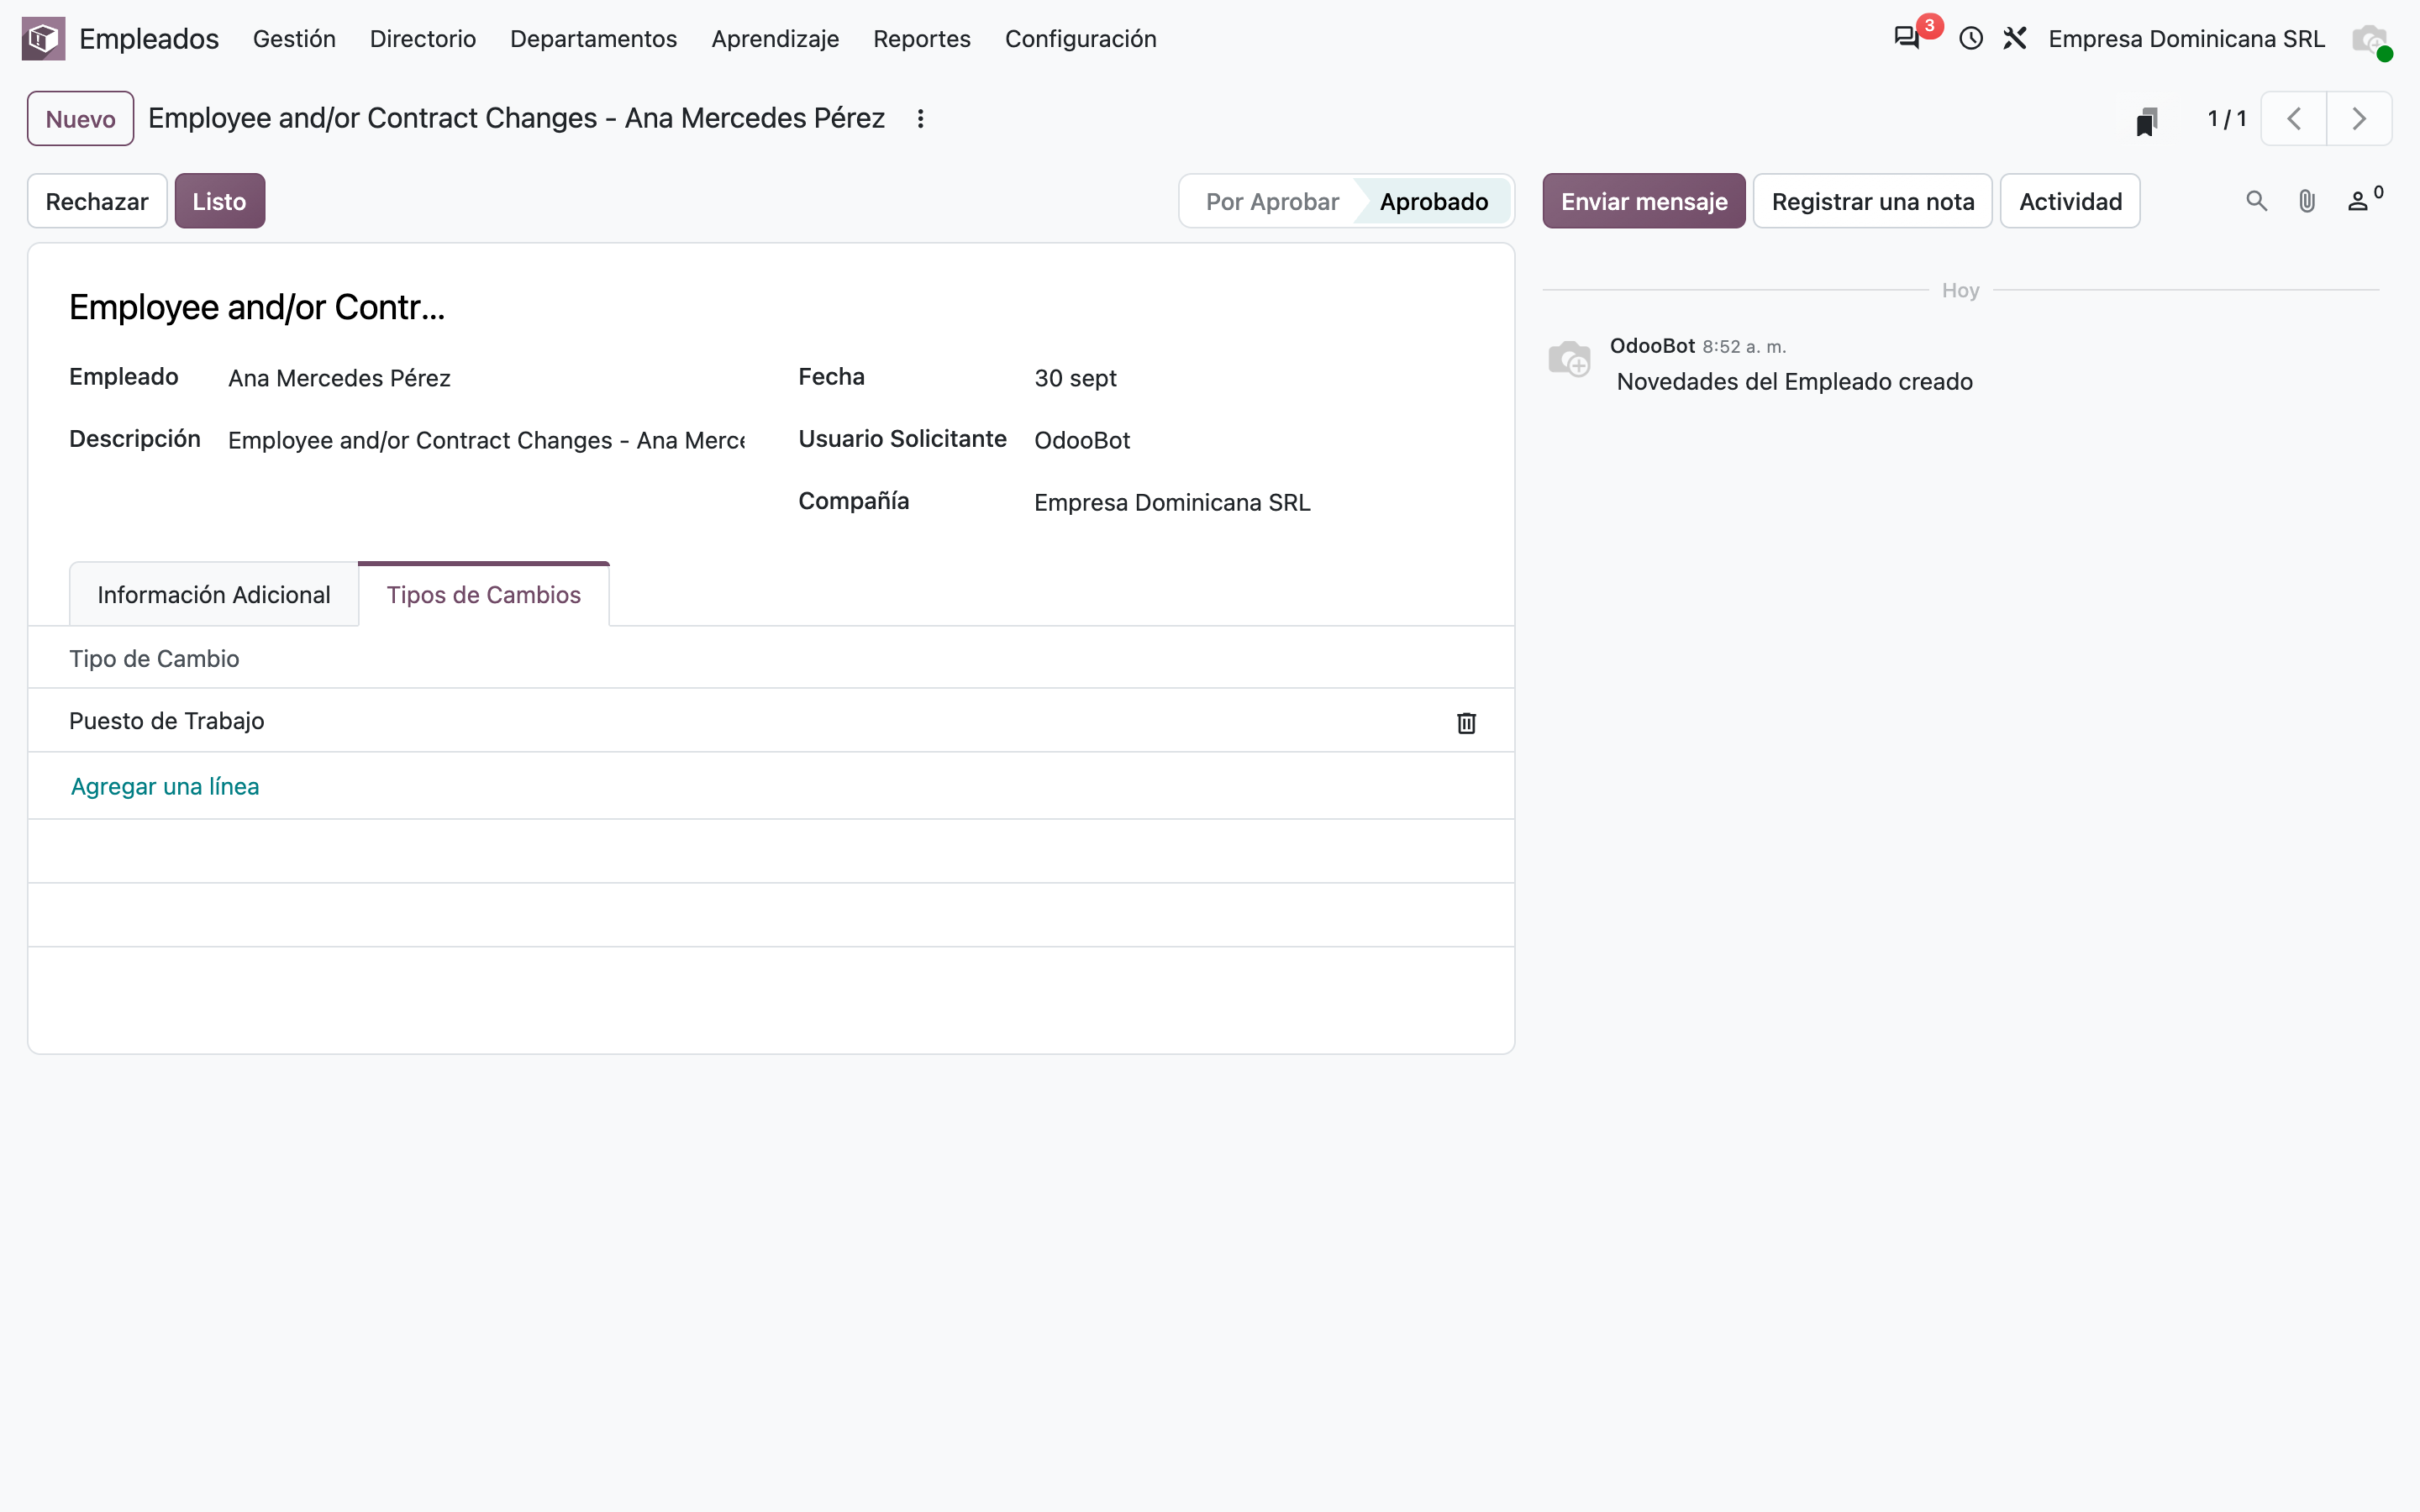 Empleados Gestión Directorio Departamentos Aprendizaje Reportes Configuración 3 Empresa Dominicana SRL
Nuevo Employee and/or Contract Changes - Ana Mercedes Pérez 1 / 1
Rechazar Listo Por Aprobar Aprobado Enviar mensaje Registrar una nota Actividad 0
Employee and/or Contr...
Empleado Ana Mercedes Pérez Fecha 30 sept
Descripción Employee and/or Contract Changes - Ana Merce Usuario Solicitante OdooBot
Compañía Empresa Dominicana SRL
Información Adicional Tipos de Cambios
Tipo de Cambio
Puesto de Trabajo
Agregar una línea
Hoy
OdooBot 8:52 a. m.
Novedades del Empleado creado